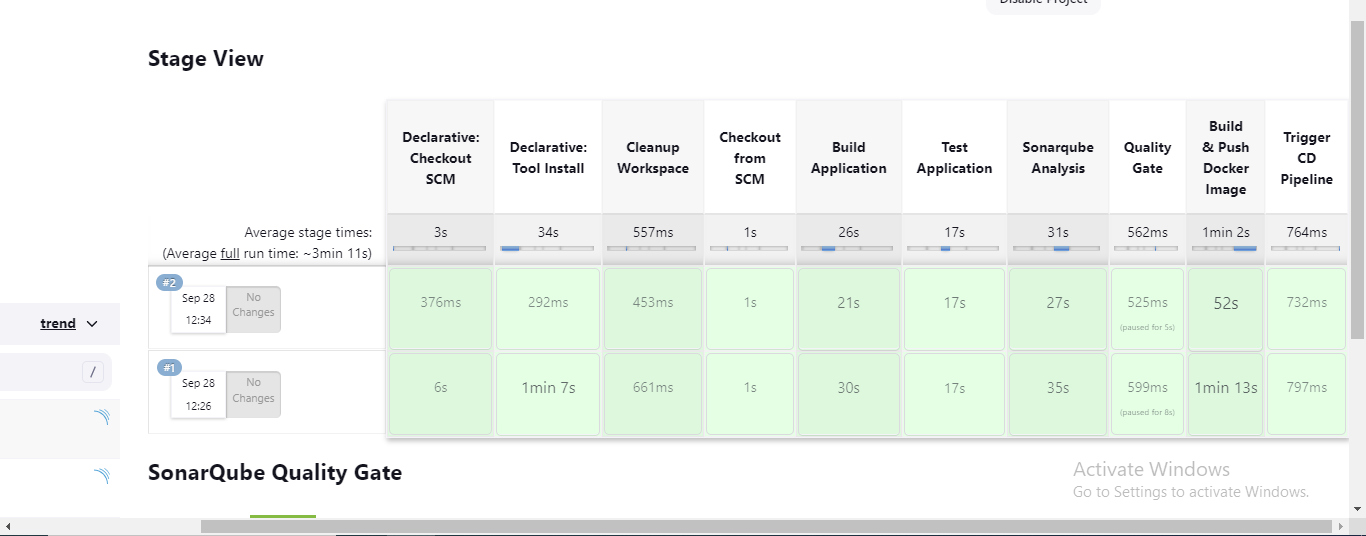 Disable Project
Stage View
Declarative:
Checkout
SCM
Declarative:
Tool Install
Cleanup
Workspace
Checkout
from
SCM
Build
Application
Test
Application
Sonarqube
Analysis
Quality
Gate
Build
& Push
Docker
Image
Trigger
CD
Pipeline
Average stage times:
(Average full run time: ~3min 11s)
3s
34s
557ms
1s
26s
17s
31s
562ms
1min 2s
764ms
#2
Sep 28
12:34
No
Changes
376ms
292ms
453ms
1s
21s
17s
27s
525ms
(paused for 5s)
52s
732ms
trend
/
#1
Sep 28
12:26
No
Changes
6s
1min 7s
661ms
1s
30s
17s
35s
599ms
(paused for 8s)
1min 13s
797ms
SonarQube Quality Gate
Activate Windows
Go to Settings to activate Windows.